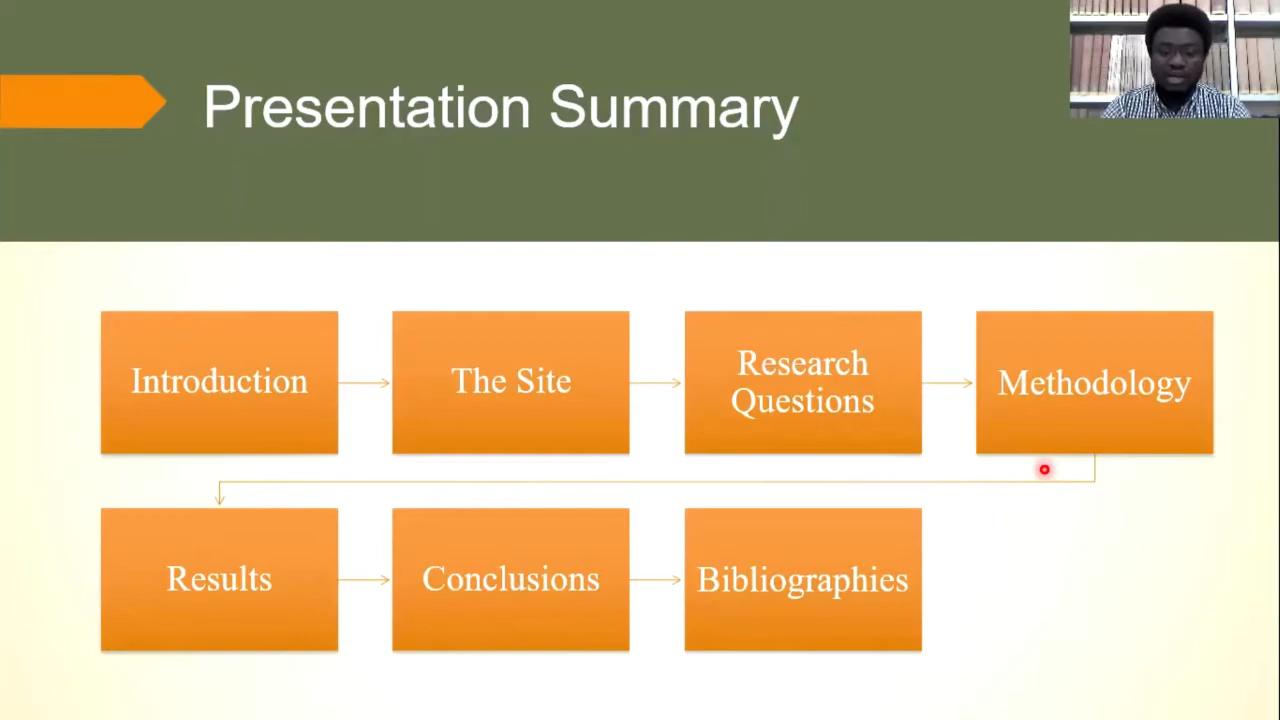 Presentation Summary
Introduction
The Site
Research
Questions
Methodology
Results
Conclusions
Bibliographies